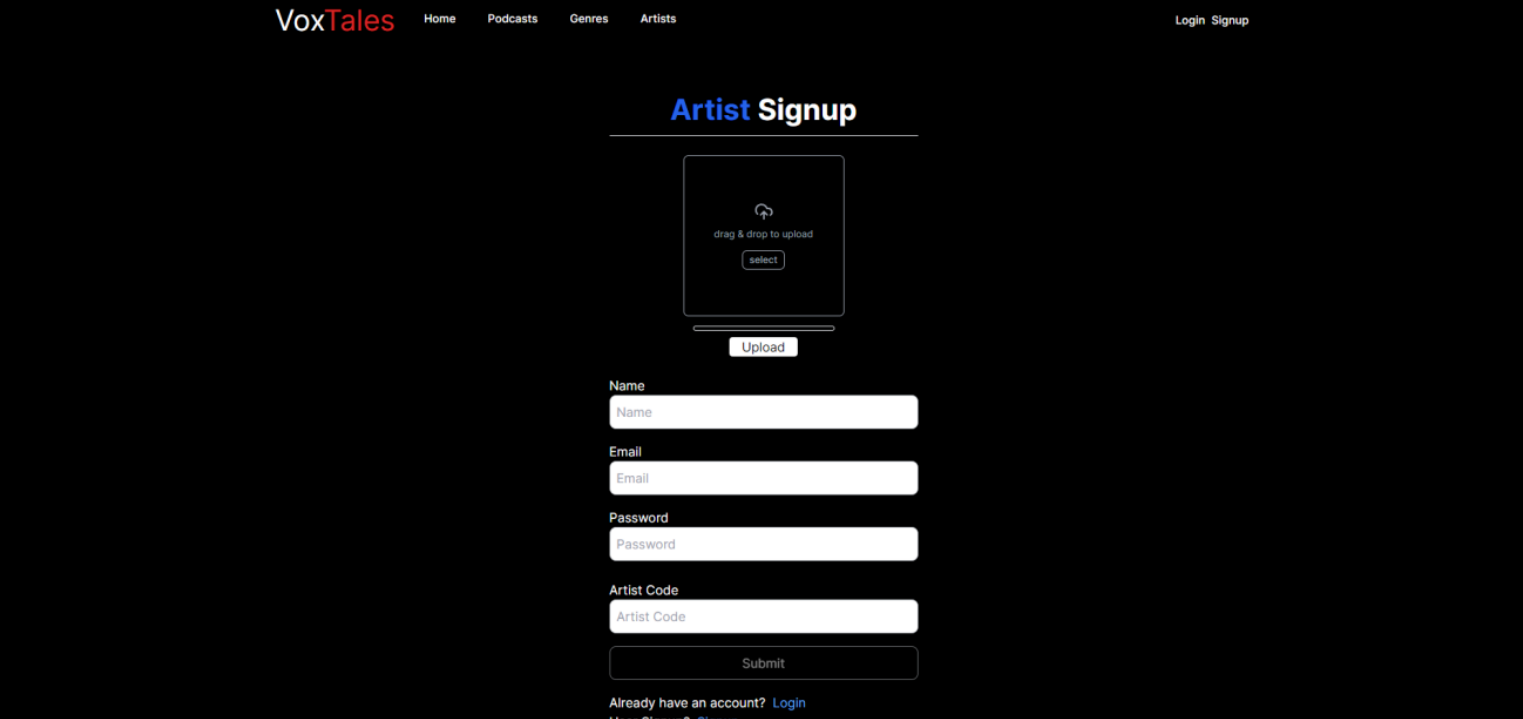 VoxTales Home Podcasts Genres Artists Login Signup
Artist Signup
drag & drop to upload
select
Upload
Name
Name
Email
Email
Password
Password
Artist Code
Artist Code
Submit
Already have an account? Login